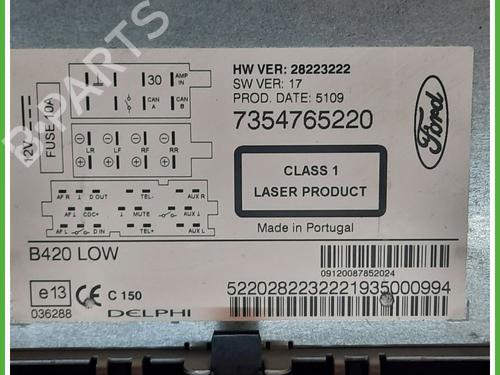 HW VER: 28223222
SW VER: 17
PROD. DATE: 5109
7354765220
Ford
12V
FUSE 10A
30
AMP IN
CAN A
CAN B
LR
LF
RF
RR
AF R
D OUT
TEL-
AUX R
AF
CDC+
MUTE
AUX
AF L
D IN
TEL+
AUX L
CLASS 1
LASER PRODUCT
Made in Portugal
B420 LOW
09120087852024
5220282232221935000994
e13
CE
C 150
036288
DELPHI